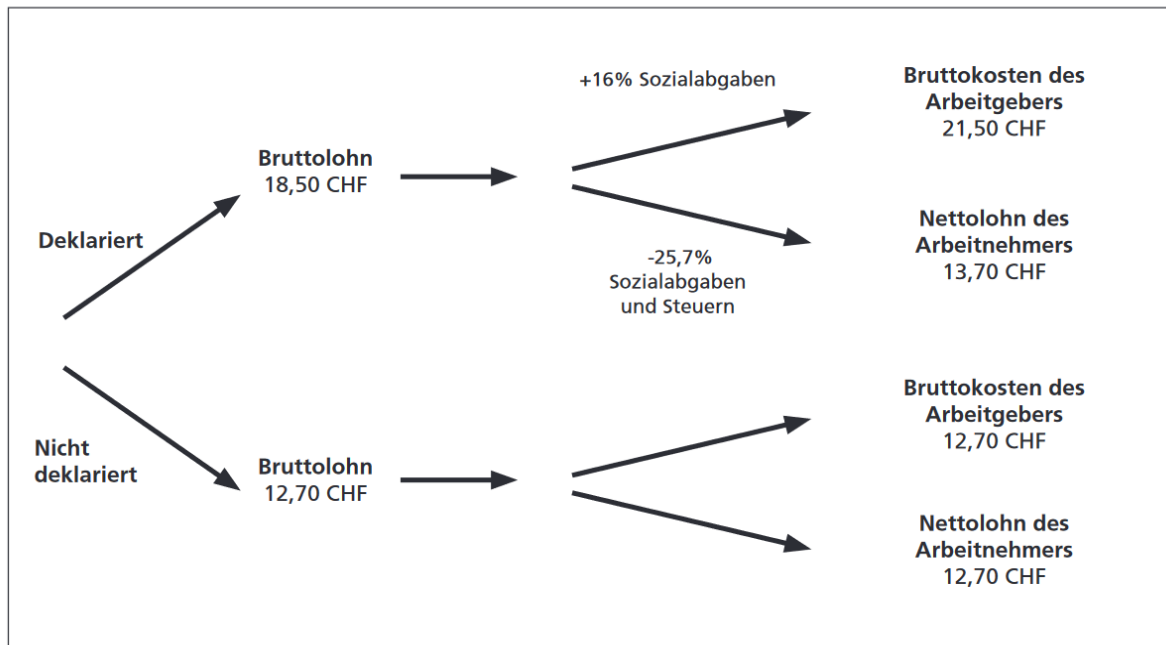 +16% Sozialabgaben
Bruttokosten des
Arbeitgebers
21,50 CHF
Bruttolohn
18,50 CHF
Deklariert
Nettolohn des
Arbeitnehmers
13,70 CHF
-25,7%
Sozialabgaben
und Steuern
Nicht
deklariert
Bruttolohn
12,70 CHF
Bruttokosten des
Arbeitgebers
12,70 CHF
Nettolohn des
Arbeitnehmers
12,70 CHF